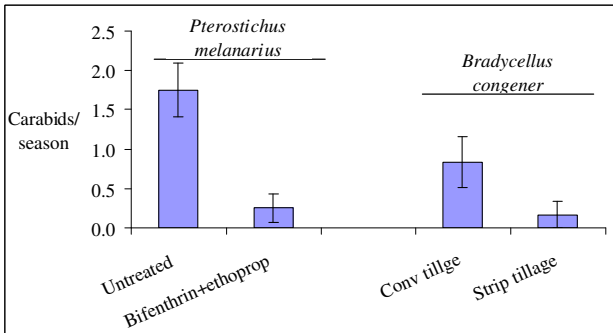 Pterostichus
melanarius
Bradycellus
congener
Carabids/
season
2.5
2.0
1.5
1.0
0.5
0.0
Untreated
Bifenthrin+ethoprop
Conv tillge
Strip tillage